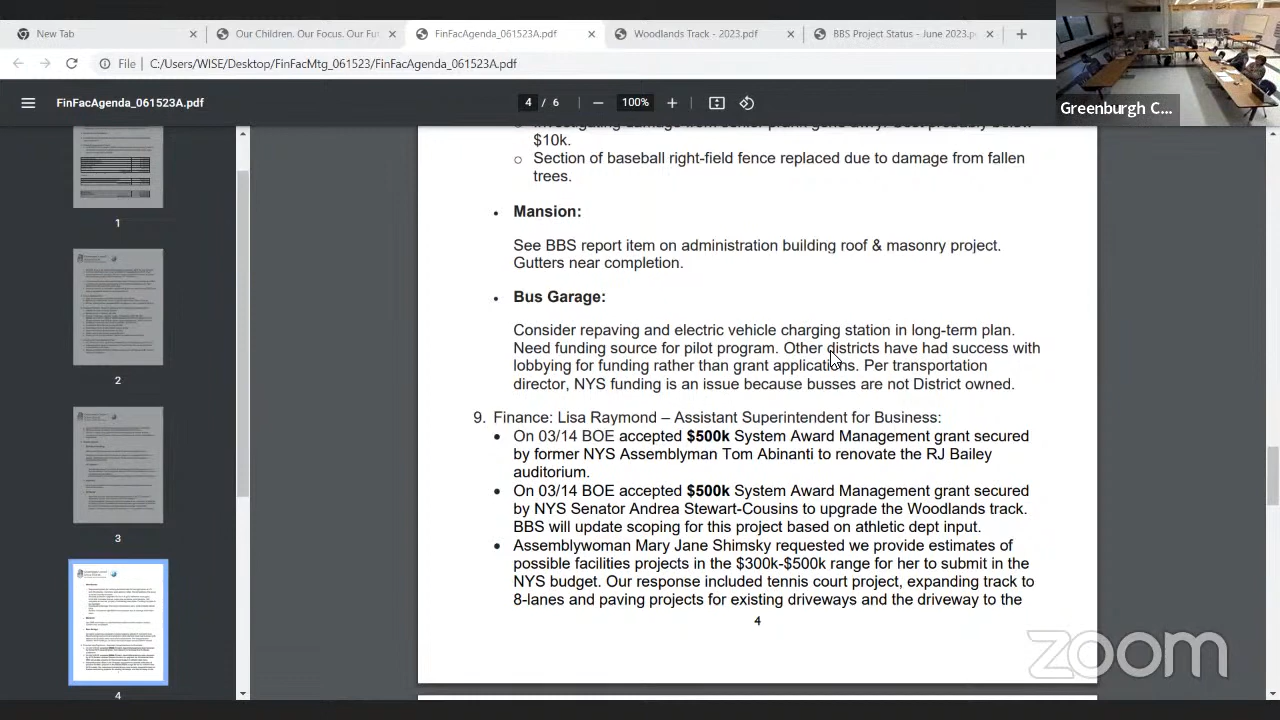 New Tab
Our Children. Our Focus. Our Fu
FinFacAgenda_061523A.pdf
Woodlands Track - 2023.pdf
BBS Project Status - June 2023.p
File | C:/Users/WISE/Desktop/FinFacMtg_061523/FinFacAgenda_061523A.pdf
Greenburgh C...
FinFacAgenda_061523A.pdf
4 / 6
100%
$10k.
○ Section of baseball right-field fence replaced due to damage from fallen
trees.
• Mansion:
See BBS report item on administration building roof & masonry project.
Gutters near completion.
• Bus Garage:
Consider repaving and electric vehicle charging station in long-term plan.
Need funding source for pilot program. Other districts have had success with
lobbying for funding rather than grant applications. Per transportation
director, NYS funding is an issue because busses are not District owned.
9. Finance: Lisa Raymond – Assistant Superintendent for Business:
• On 03/14 BOE accepted $500k System Award Management grant secured
by former NYS Assemblyman Tom Abinanti to renovate the RJ Bailey
auditorium.
• On 03/14 BOE accepted $500k System Award Management grant secured
by NYS Senator Andrea Stewart-Cousins to upgrade the Woodlands track.
BBS will update scoping for this project based on athletic dept input.
• Assemblywoman Mary Jane Shimsky requested we provide estimates of
possible facilities projects in the $300k-$500k range for her to submit in the
NYS budget. Our response included tennis court project, expanding track to
8-lanes and paving projects for existing driveways and the driveway to the
4
1
2
3
4
zoom